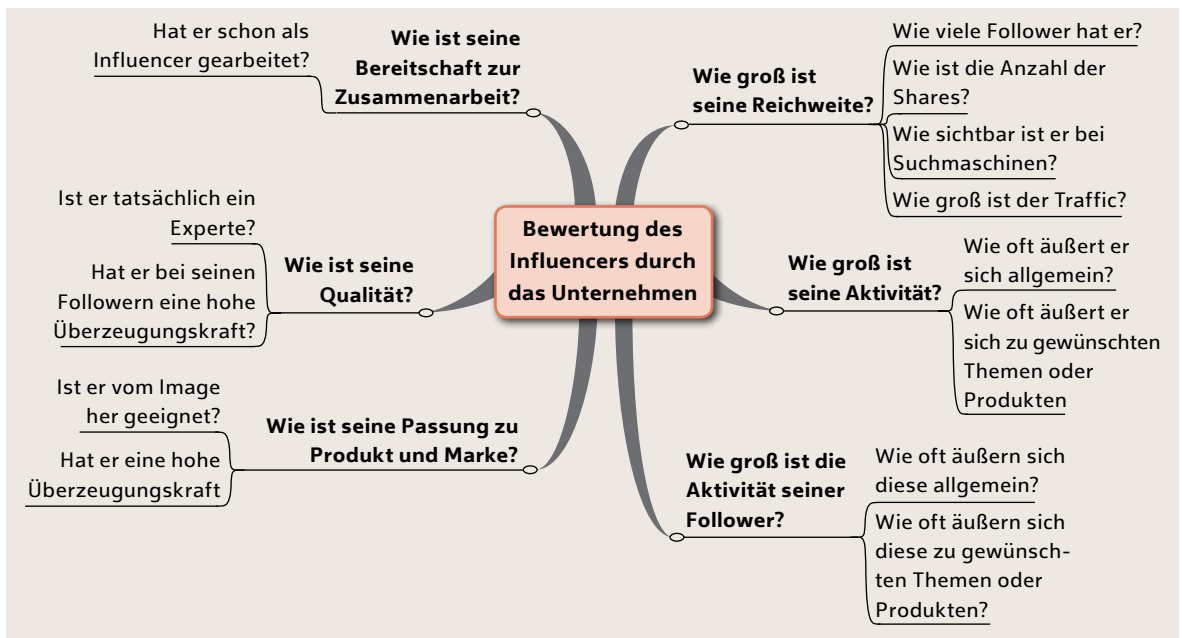 Bewertung des
Influencers durch
das Unternehmen
Wie ist seine
Bereitschaft zur
Zusammenarbeit?
Hat er schon als
Influencer gearbeitet?
Wie ist seine
Qualität?
Ist er tatsächlich ein
Experte?
Hat er bei seinen
Followern eine hohe
Überzeugungskraft?
Wie ist seine Passung zu
Produkt und Marke?
Ist er vom Image
her geeignet?
Hat er eine hohe
Überzeugungskraft
Wie groß ist
seine Reichweite?
Wie viele Follower hat er?
Wie ist die Anzahl der
Shares?
Wie sichtbar ist er bei
Suchmaschinen?
Wie groß ist der Traffic?
Wie groß ist
seine Aktivität?
Wie oft äußert er
sich allgemein?
Wie oft äußert er
sich zu gewünschten
Themen oder
Produkten
Wie groß ist die
Aktivität seiner
Follower?
Wie oft äußern sich
diese allgemein?
Wie oft äußern sich
diese zu gewünsch-
ten Themen oder
Produkten?